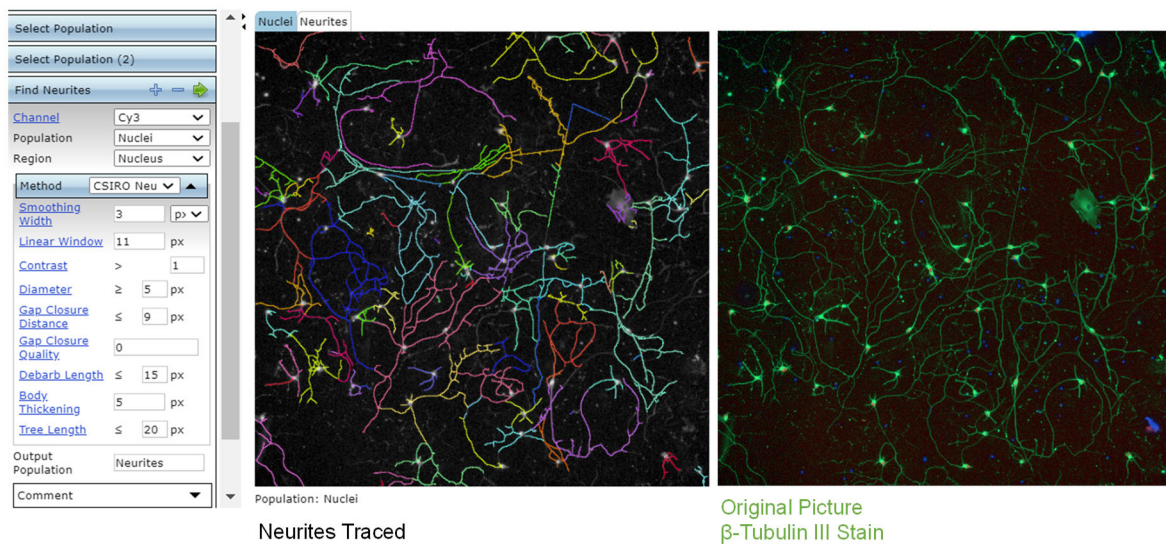 Select Population
Select Population (2)
Find Neurites
Channel Cy3
Population Nuclei
Region Nucleus
Method CSIRO Neu
Smoothing Width 3 px
Linear Window 11 px
Contrast > 1
Diameter ≥ 5 px
Gap Closure Distance ≤ 9 px
Gap Closure Quality 0
Debarb Length ≤ 15 px
Body Thickening 5 px
Tree Length ≤ 20 px
Output Population Neurites
Comment
Nuclei Neurites
Population: Nuclei
Neurites Traced
Original Picture
β-Tubulin III Stain